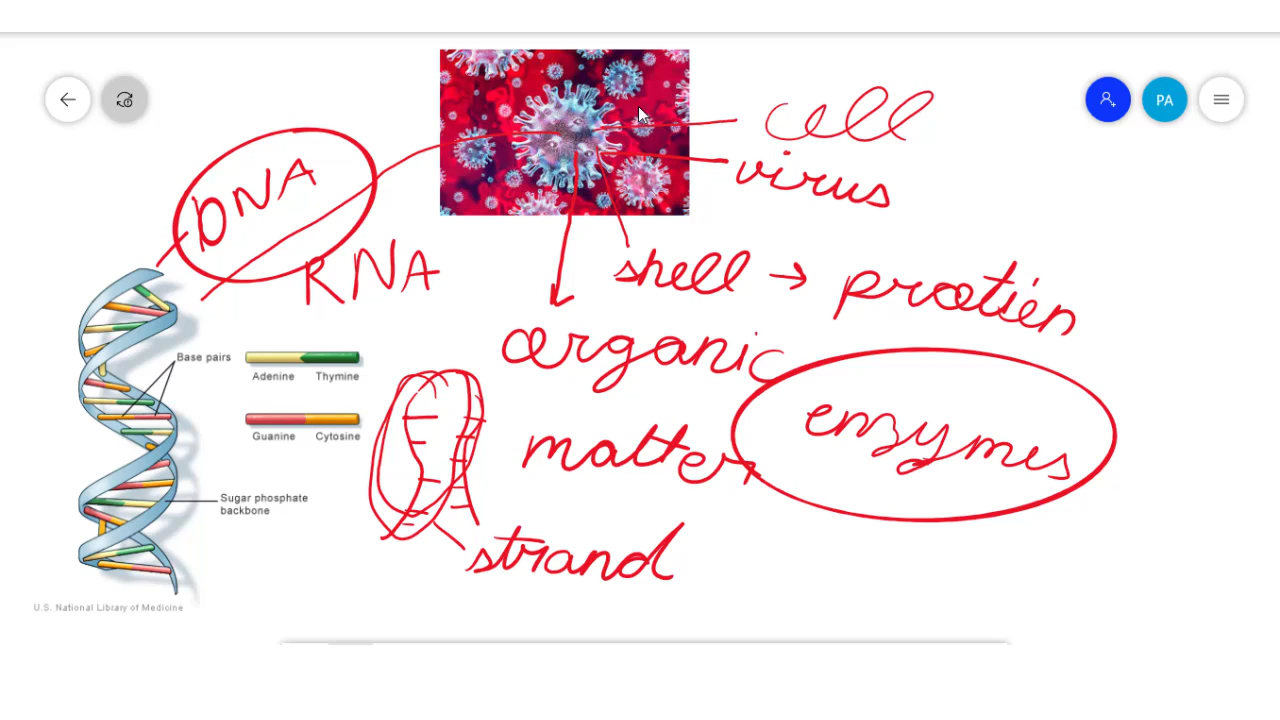 PA
cell
virus
DNA
RNA
shell → protien
organic
matter
enzymes
strand
Base pairs
Adenine Thymine
Guanine Cytosine
Sugar phosphate
backbone
U.S. National Library of Medicine